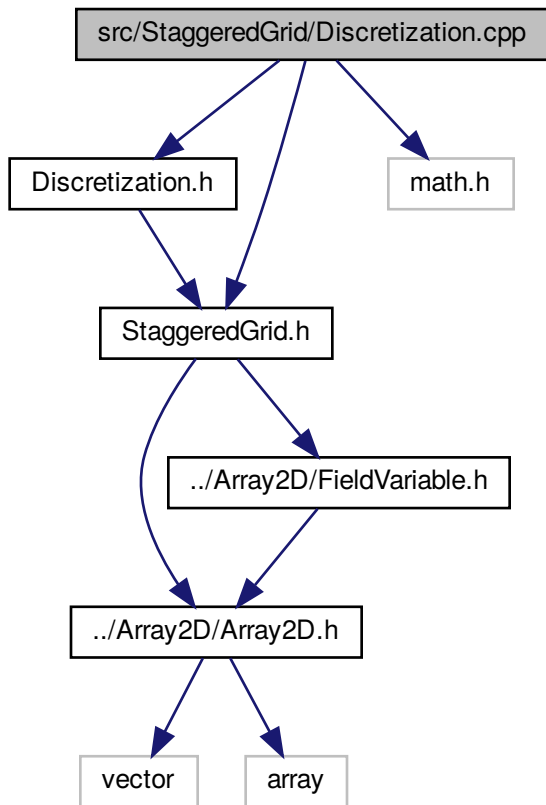 src/StaggeredGrid/Discretization.cpp
Discretization.h
math.h
StaggeredGrid.h
../Array2D/FieldVariable.h
../Array2D/Array2D.h
vector
array